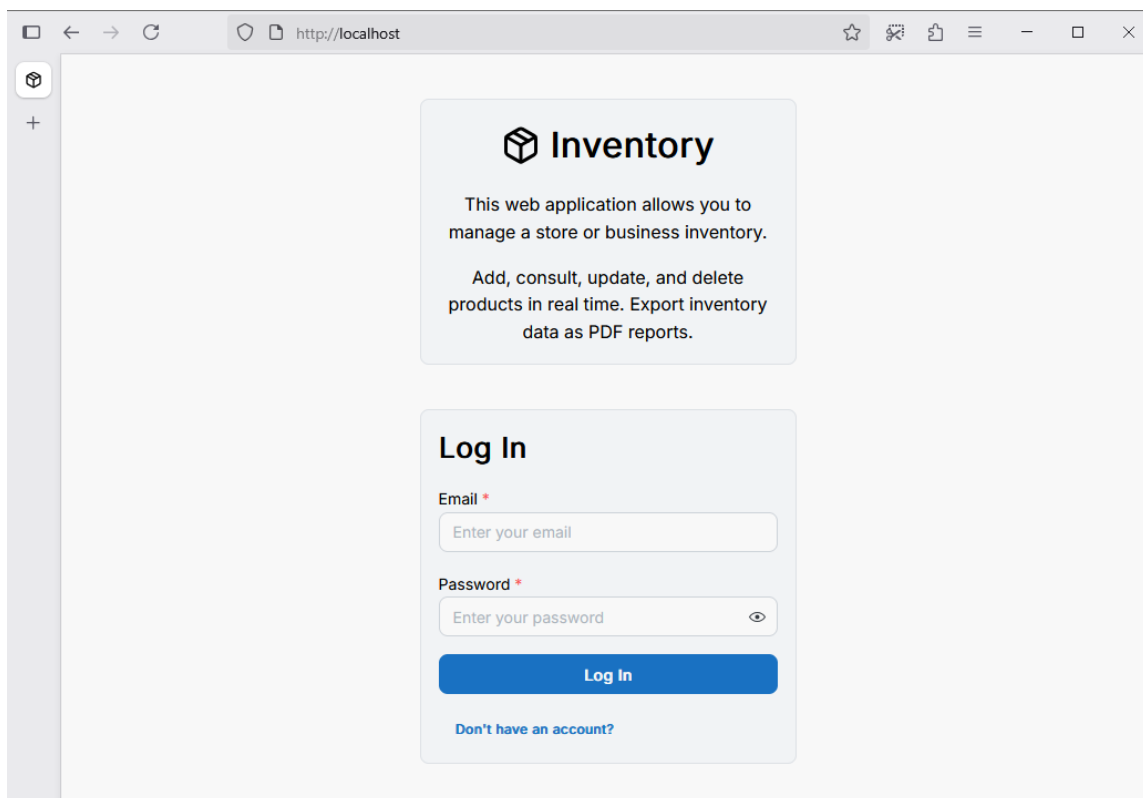 http://localhost
Inventory
This web application allows you to
manage a store or business inventory.
Add, consult, update, and delete
products in real time. Export inventory
data as PDF reports.
Log In
Email *
Enter your email
Password *
Enter your password
Log In
Don't have an account?